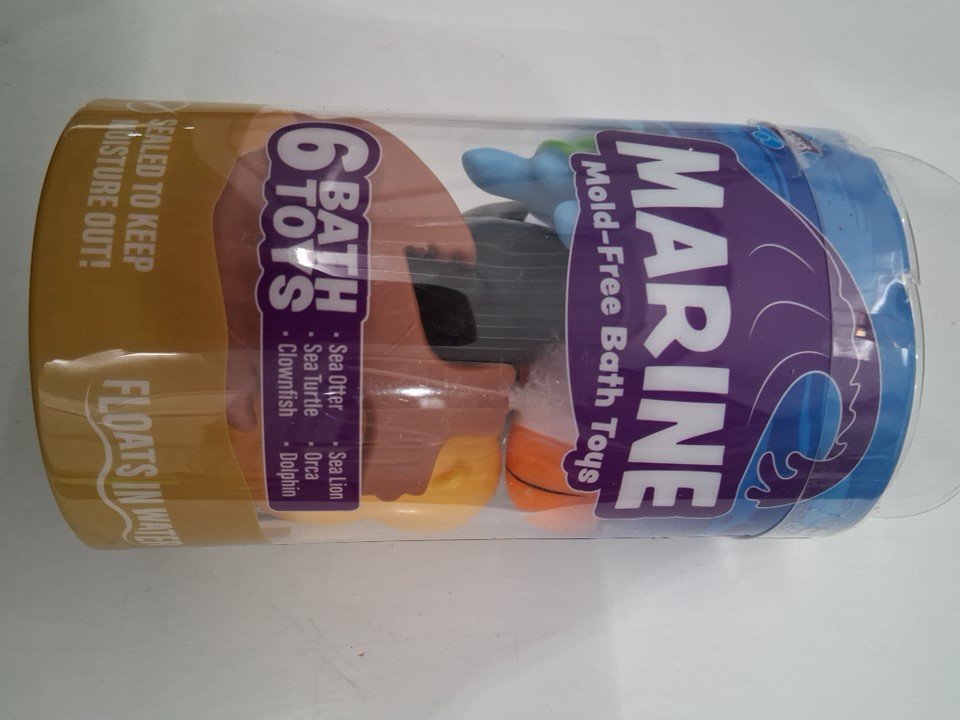 MARINE
Mold-Free Bath Toys
6 BATH
TOYS
· Sea Otter · Sea Lion
· Sea Turtle · Orca
· Clownfish · Dolphin
SEALED TO KEEP
MOISTURE OUT!
FLOATS IN WATER